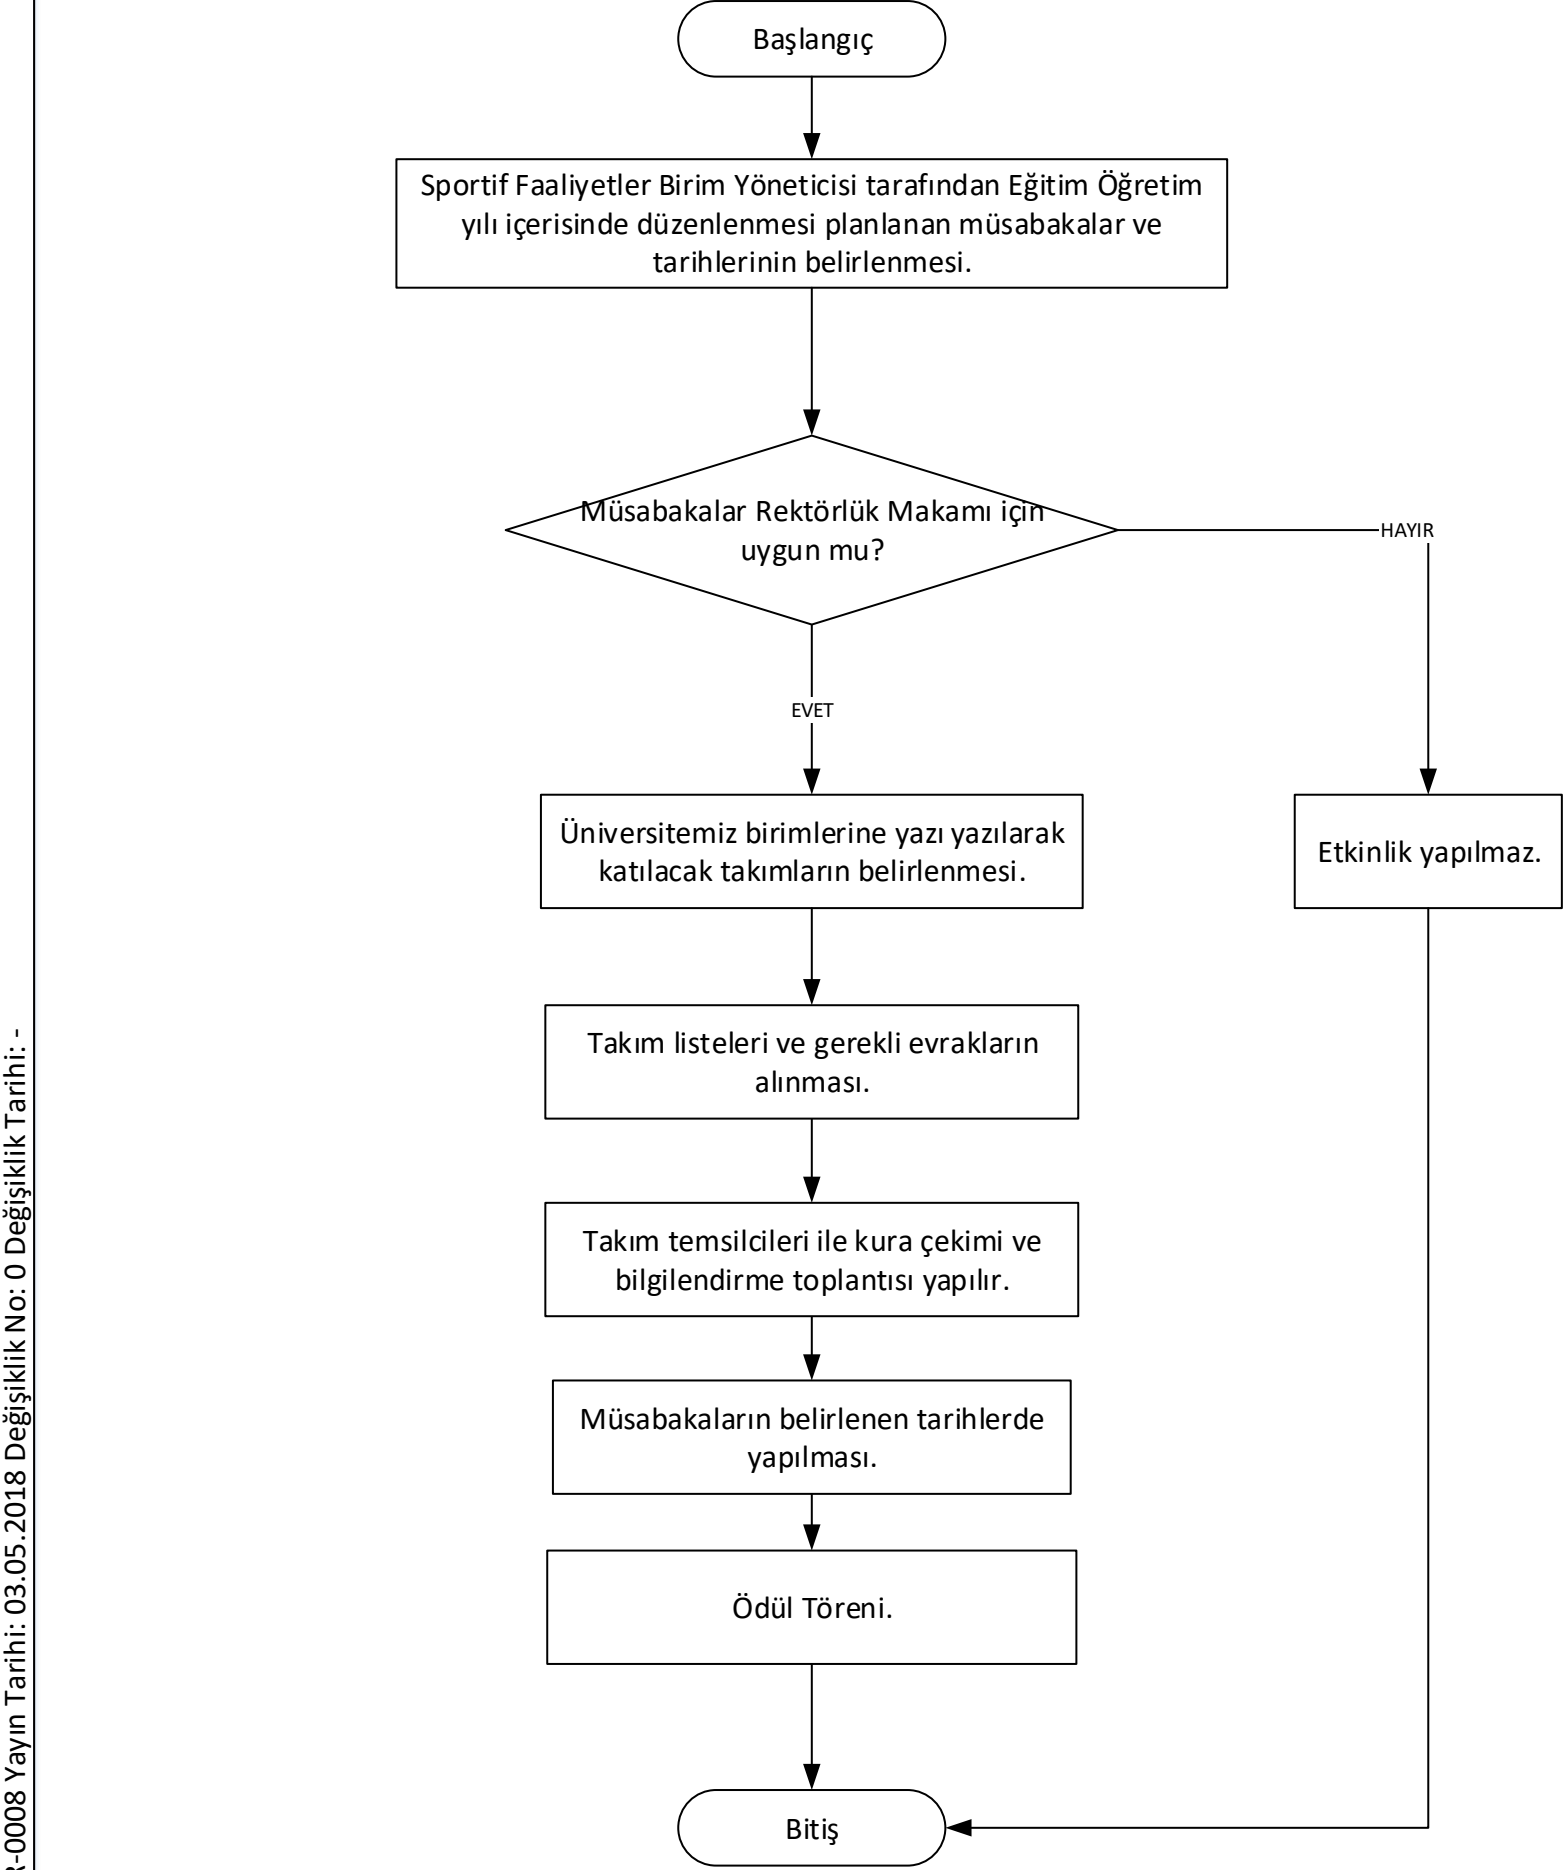 Başlangıç
Sportif Faaliyetler Birim Yöneticisi tarafından Eğitim Öğretim
yılı içerisinde düzenlenmesi planlanan müsabakalar ve
tarihlerinin belirlenmesi.
Müsabakalar Rektörlük Makamı için
uygun mu?
HAYIR
EVET
Üniversitemiz birimlerine yazı yazılarak
katılacak takımların belirlenmesi.
Etkinlik yapılmaz.
Takım listeleri ve gerekli evrakların
alınması.
Takım temsilcileri ile kura çekimi ve
bilgilendirme toplantısı yapılır.
Müsabakaların belirlenen tarihlerde
yapılması.
Ödül Töreni.
Bitiş
-0008 Yayın Tarihi: 03.05.2018 Değişiklik No: 0 Değişiklik Tarihi: -